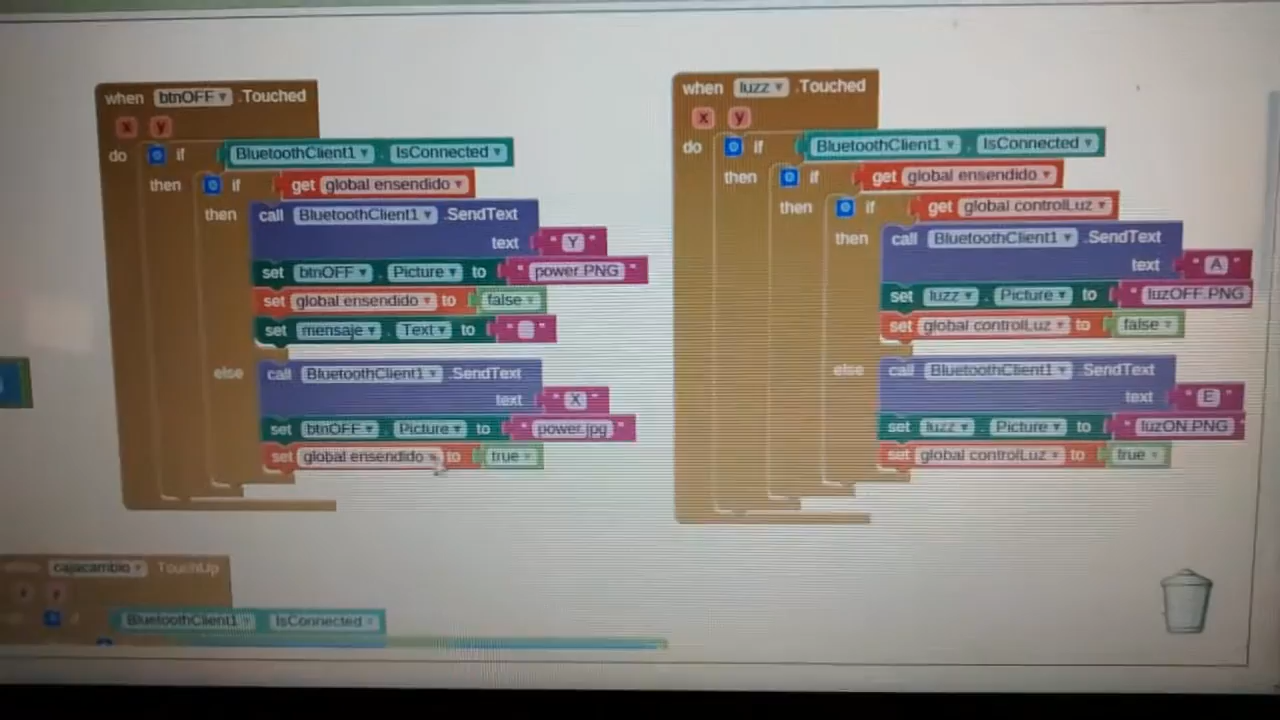 when btnOFF .Touched
x y
do if BluetoothClient1 . IsConnected
then if get global ensendido
then call BluetoothClient1 .SendText
text " Y "
set btnOFF . Picture to " power.PNG "
set global ensendido to false
set mensaje . Text to " "
else call BluetoothClient1 .SendText
text " X "
set btnOFF . Picture to " power.jpg "
set global ensendido to true
when luzz .Touched
x y
do if BluetoothClient1 . IsConnected
then if get global ensendido
then if get global controlLuz
then call BluetoothClient1 .SendText
text " A "
set luzz . Picture to " luzOFF.PNG
set global controlLuz to false
else call BluetoothClient1 .SendText
text " E "
set luzz . Picture to " luzON.PNG "
set global controlLuz to true
cajacambio .TouchUp
x y
if BluetoothClient1 . IsConnected